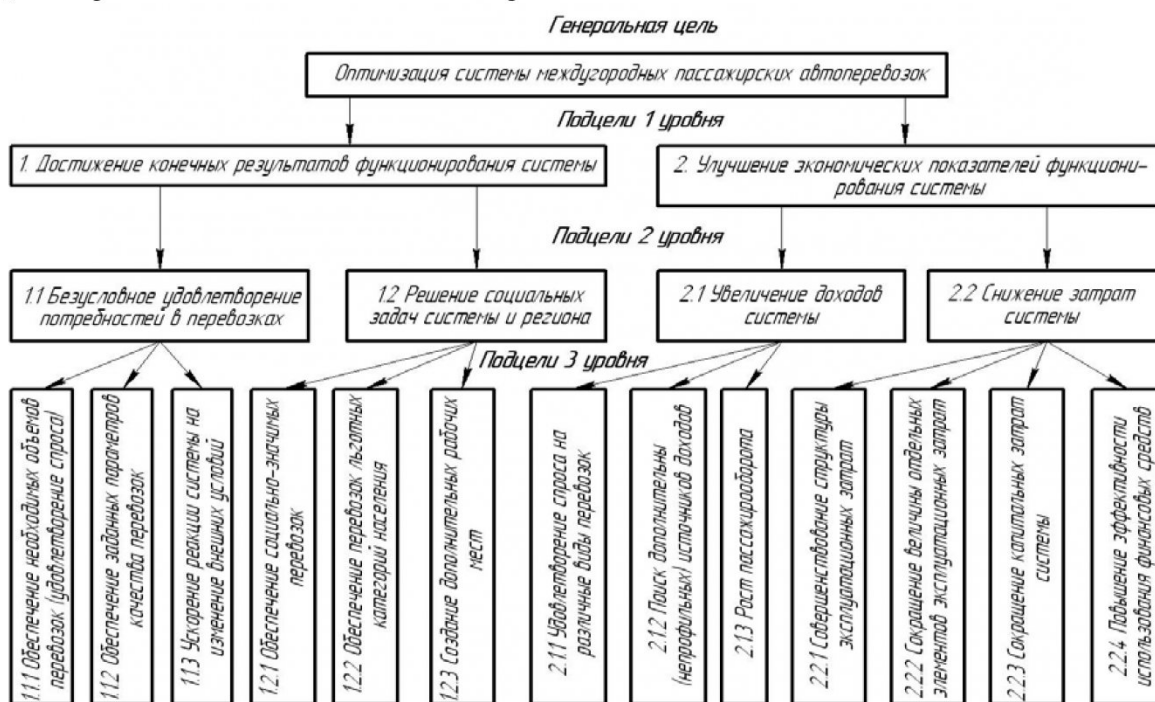 Генеральная цель
Оптимизация системы междугородных пассажирских автоперевозок
Подцели 1 уровня
1. Достижение конечных результатов функционирования системы
2. Улучшение экономических показателей функциони-
рования системы
Подцели 2 уровня
1.1 Безусловное удовлетворение
потребностей в перевозках
1.2 Решение социальных
задач системы и региона
2.1 Увеличение доходов
системы
2.2 Снижение затрат
системы
Подцели 3 уровня
1.1.1 Обеспечение необходимых объемов
перевозок (удовлетворение спроса)
1.1.2 Обеспечение заданных параметров
качества перевозок
1.1.3 Ускорение реакции системы на
изменение внешних условий
1.2.1 Обеспечение социально-значимых
перевозок
1.2.2 Обеспечение перевозок льготных
категорий населения
1.2.3 Создание дополнительных рабочих
мест
2.1.1 Удовлетворение спроса на
различные виды перевозок
2.1.2 Поиск дополнительны
(непрофильных) источников доходов
2.1.3 Рост пассажирооборота
2.2.1 Совершенствование структуры
эксплутационных затрат
2.2.2 Сокращение величины отдельных
элементов эксплуатационных затрат
2.2.3 Сокращение капитальных затрат
системы
2.2.4 Повышение эффективности
использования финансовых средств